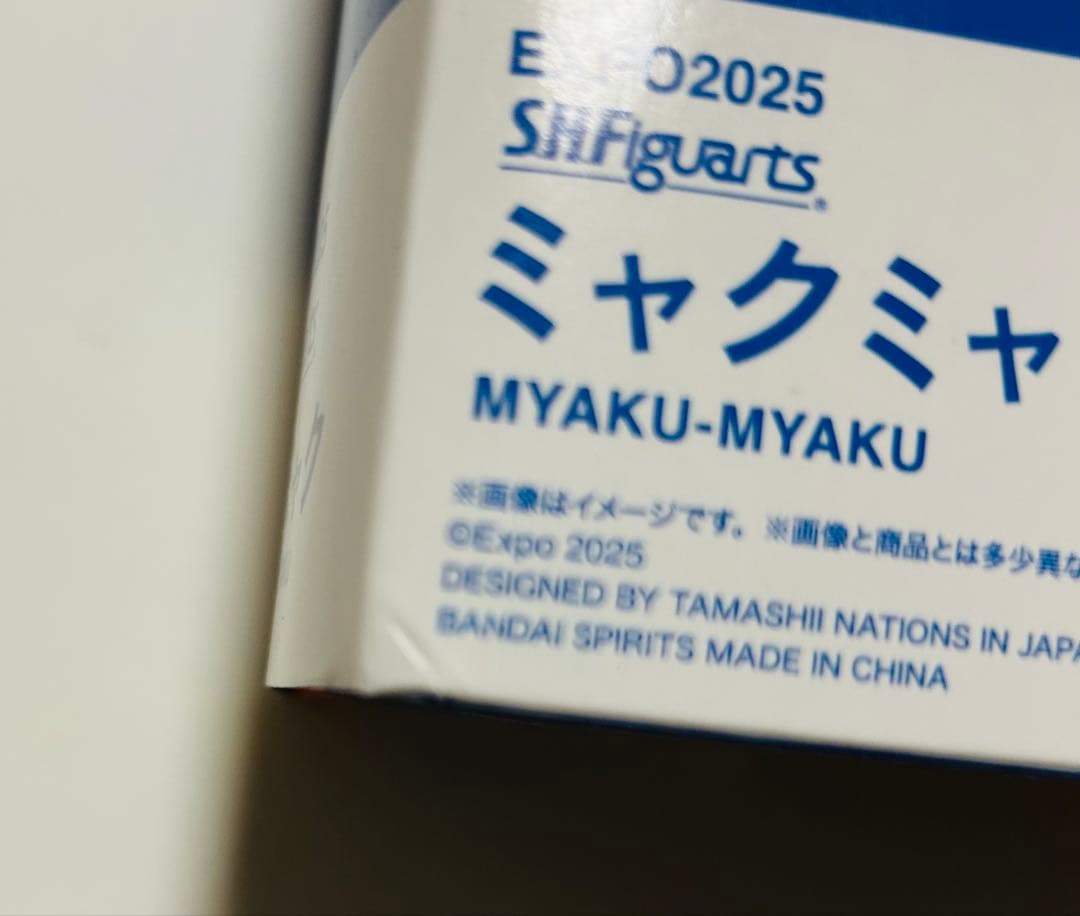 EXPO2025
S.H.Figuarts®
ミャクミャ
MYAKU-MYAKU
※画像はイメージです。※画像と商品とは多少異な
©Expo 2025
DESIGNED BY TAMASHII NATIONS IN JAPA
BANDAI SPIRITS MADE IN CHINA